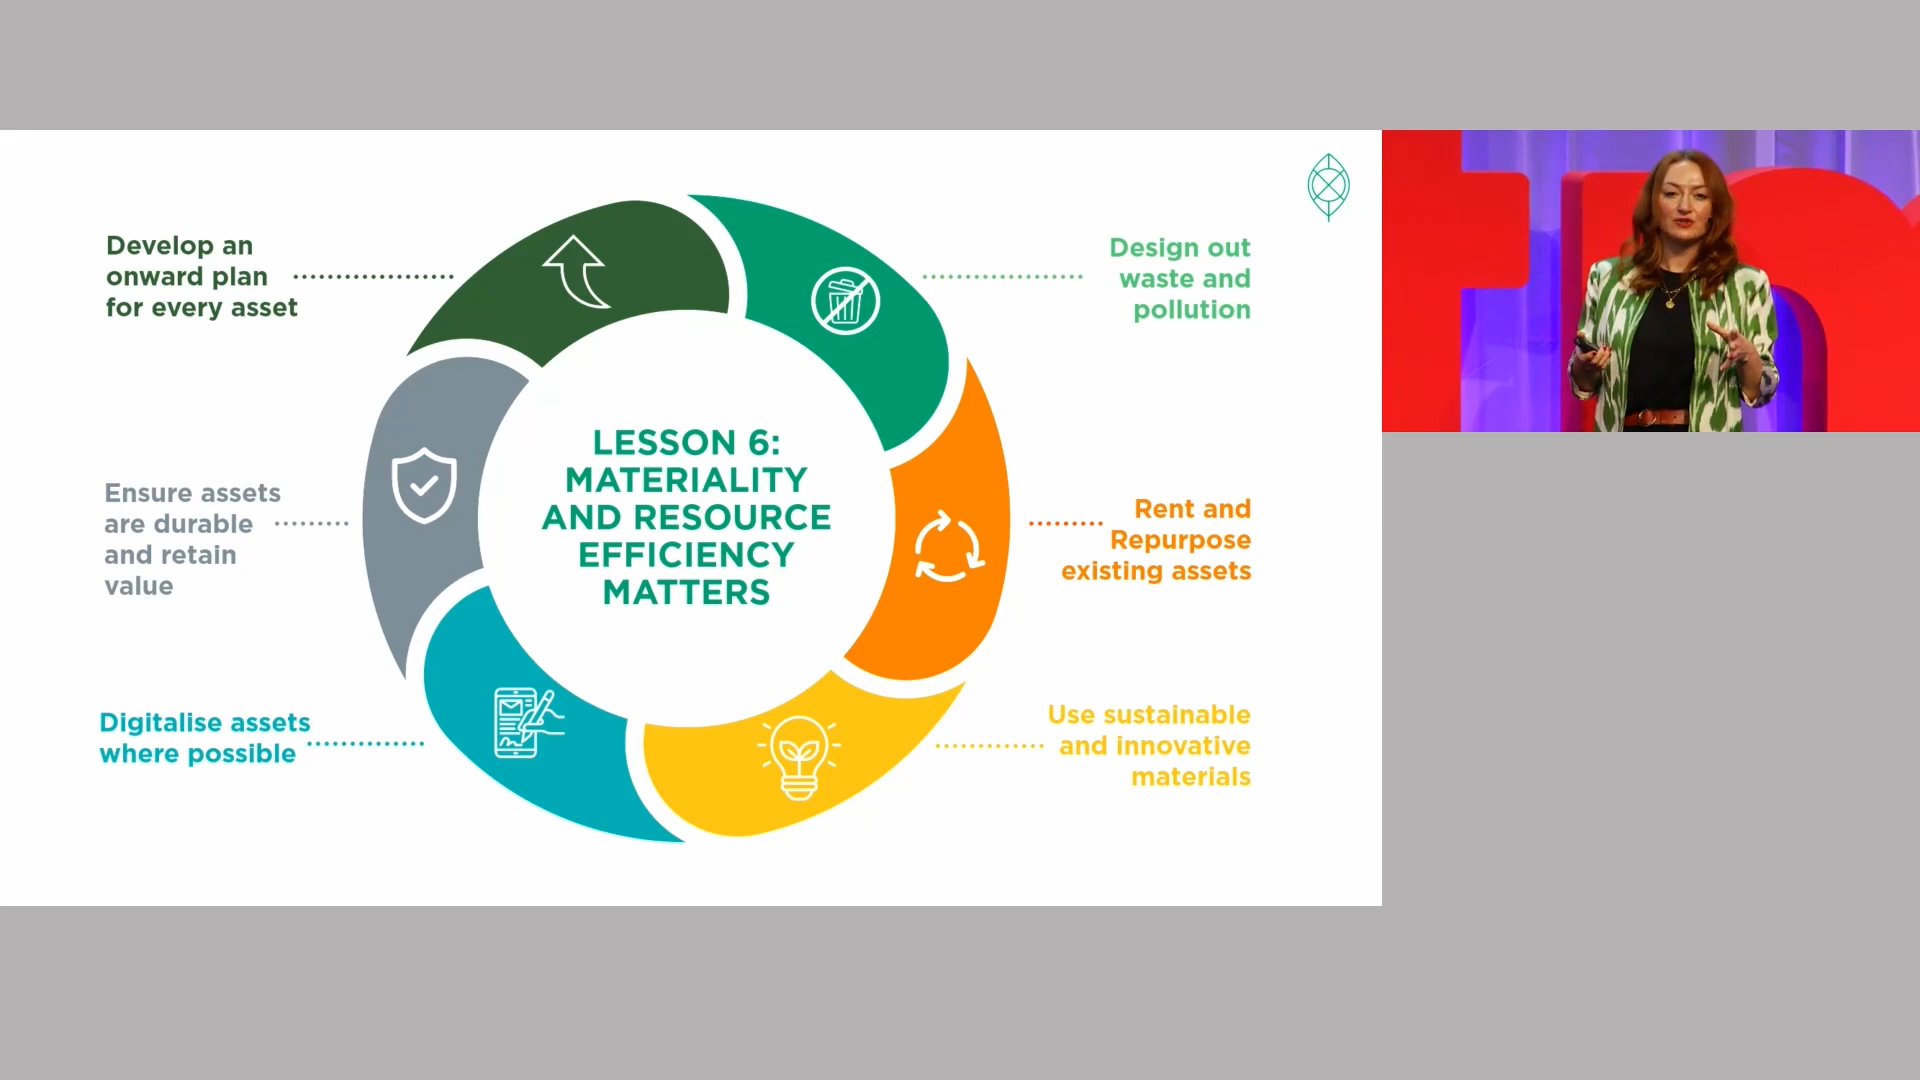 Develop an
onward plan
for every asset
Design out
waste and
pollution
LESSON 6:
MATERIALITY
AND RESOURCE
EFFICIENCY
MATTERS
Ensure assets
are durable
and retain
value
Rent and
Repurpose
existing assets
Digitalise assets
where possible
Use sustainable
and innovative
materials